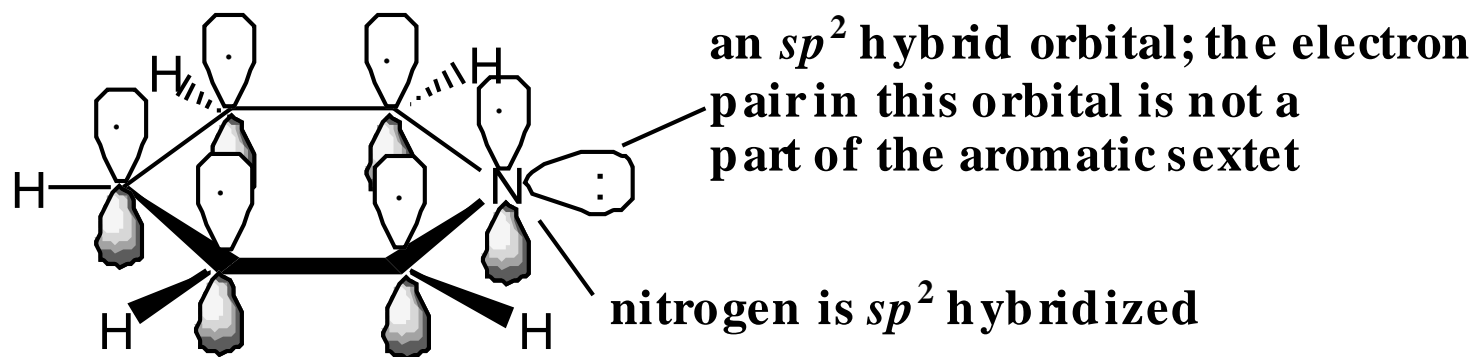 H
H
an sp² hybrid orbital; the electron
pair in this orbital is not a
part of the aromatic sextet
H
N
:
nitrogen is sp² hybridized
H
H